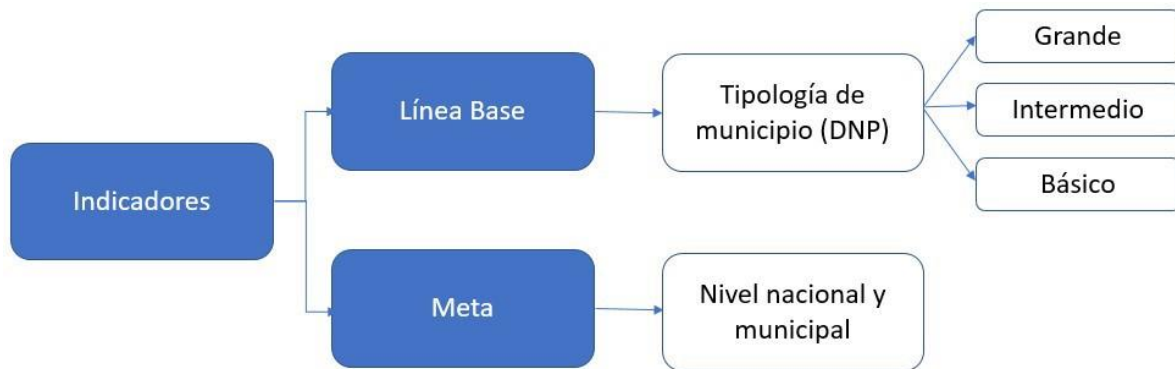 Indicadores
Línea Base
Tipología de
municipio (DNP)
Grande
Intermedio
Básico
Meta
Nivel nacional y
municipal